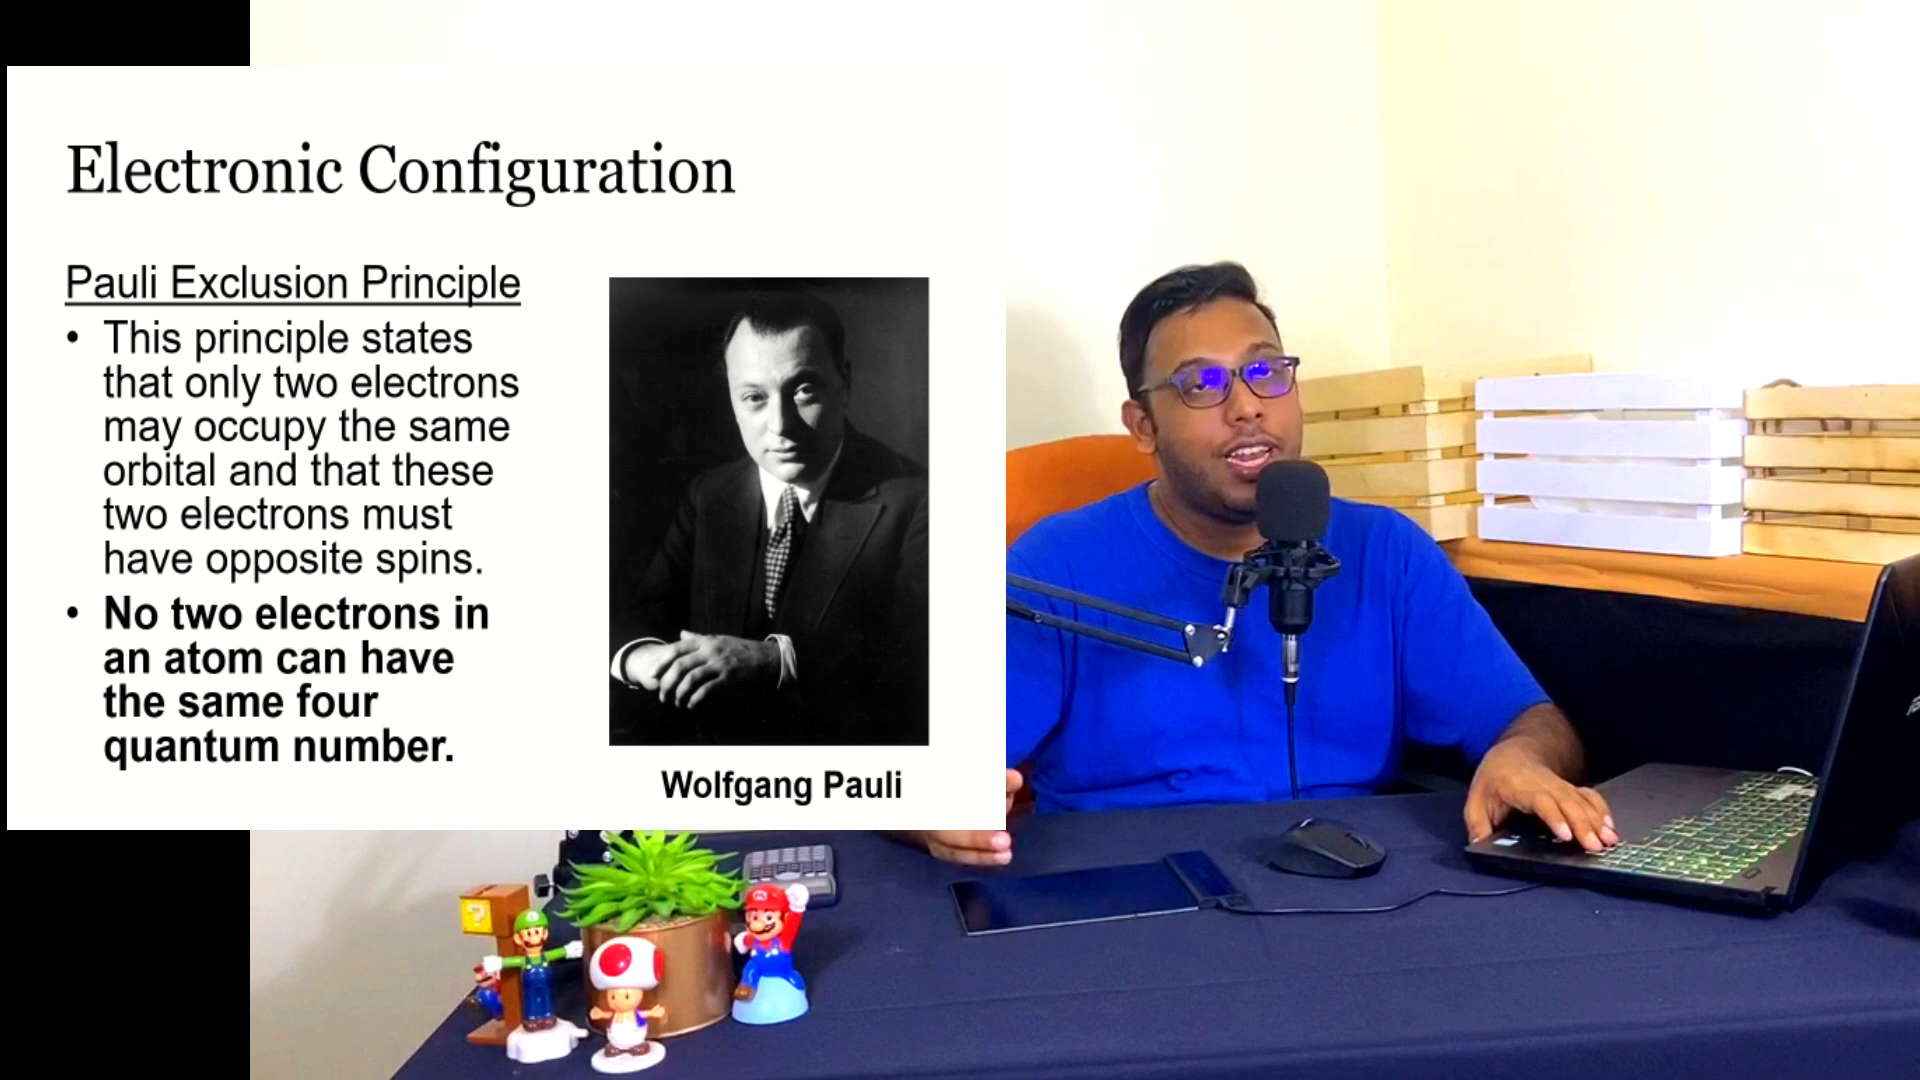 Electronic Configuration
Pauli Exclusion Principle
• This principle states
that only two electrons
may occupy the same
orbital and that these
two electrons must
have opposite spins.
• No two electrons in
an atom can have
the same four
quantum number.
Wolfgang Pauli
?
M